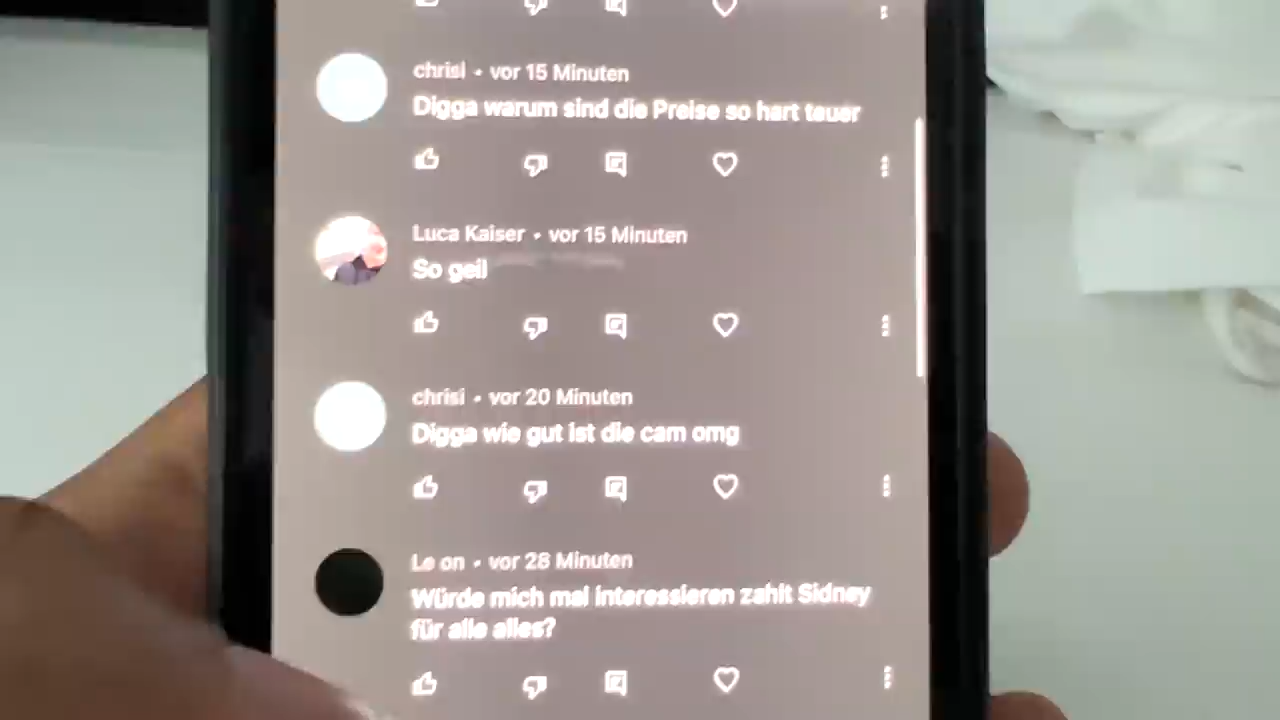 chrisi • vor 15 Minuten
Digga warum sind die Preise so hart teuer
Luca Kaiser • vor 15 Minuten
So geil
chrisi • vor 20 Minuten
Digga wie gut ist die cam omg
Le on • vor 28 Minuten
Würde mich mal interessieren zahlt Sidney
für alle alles?